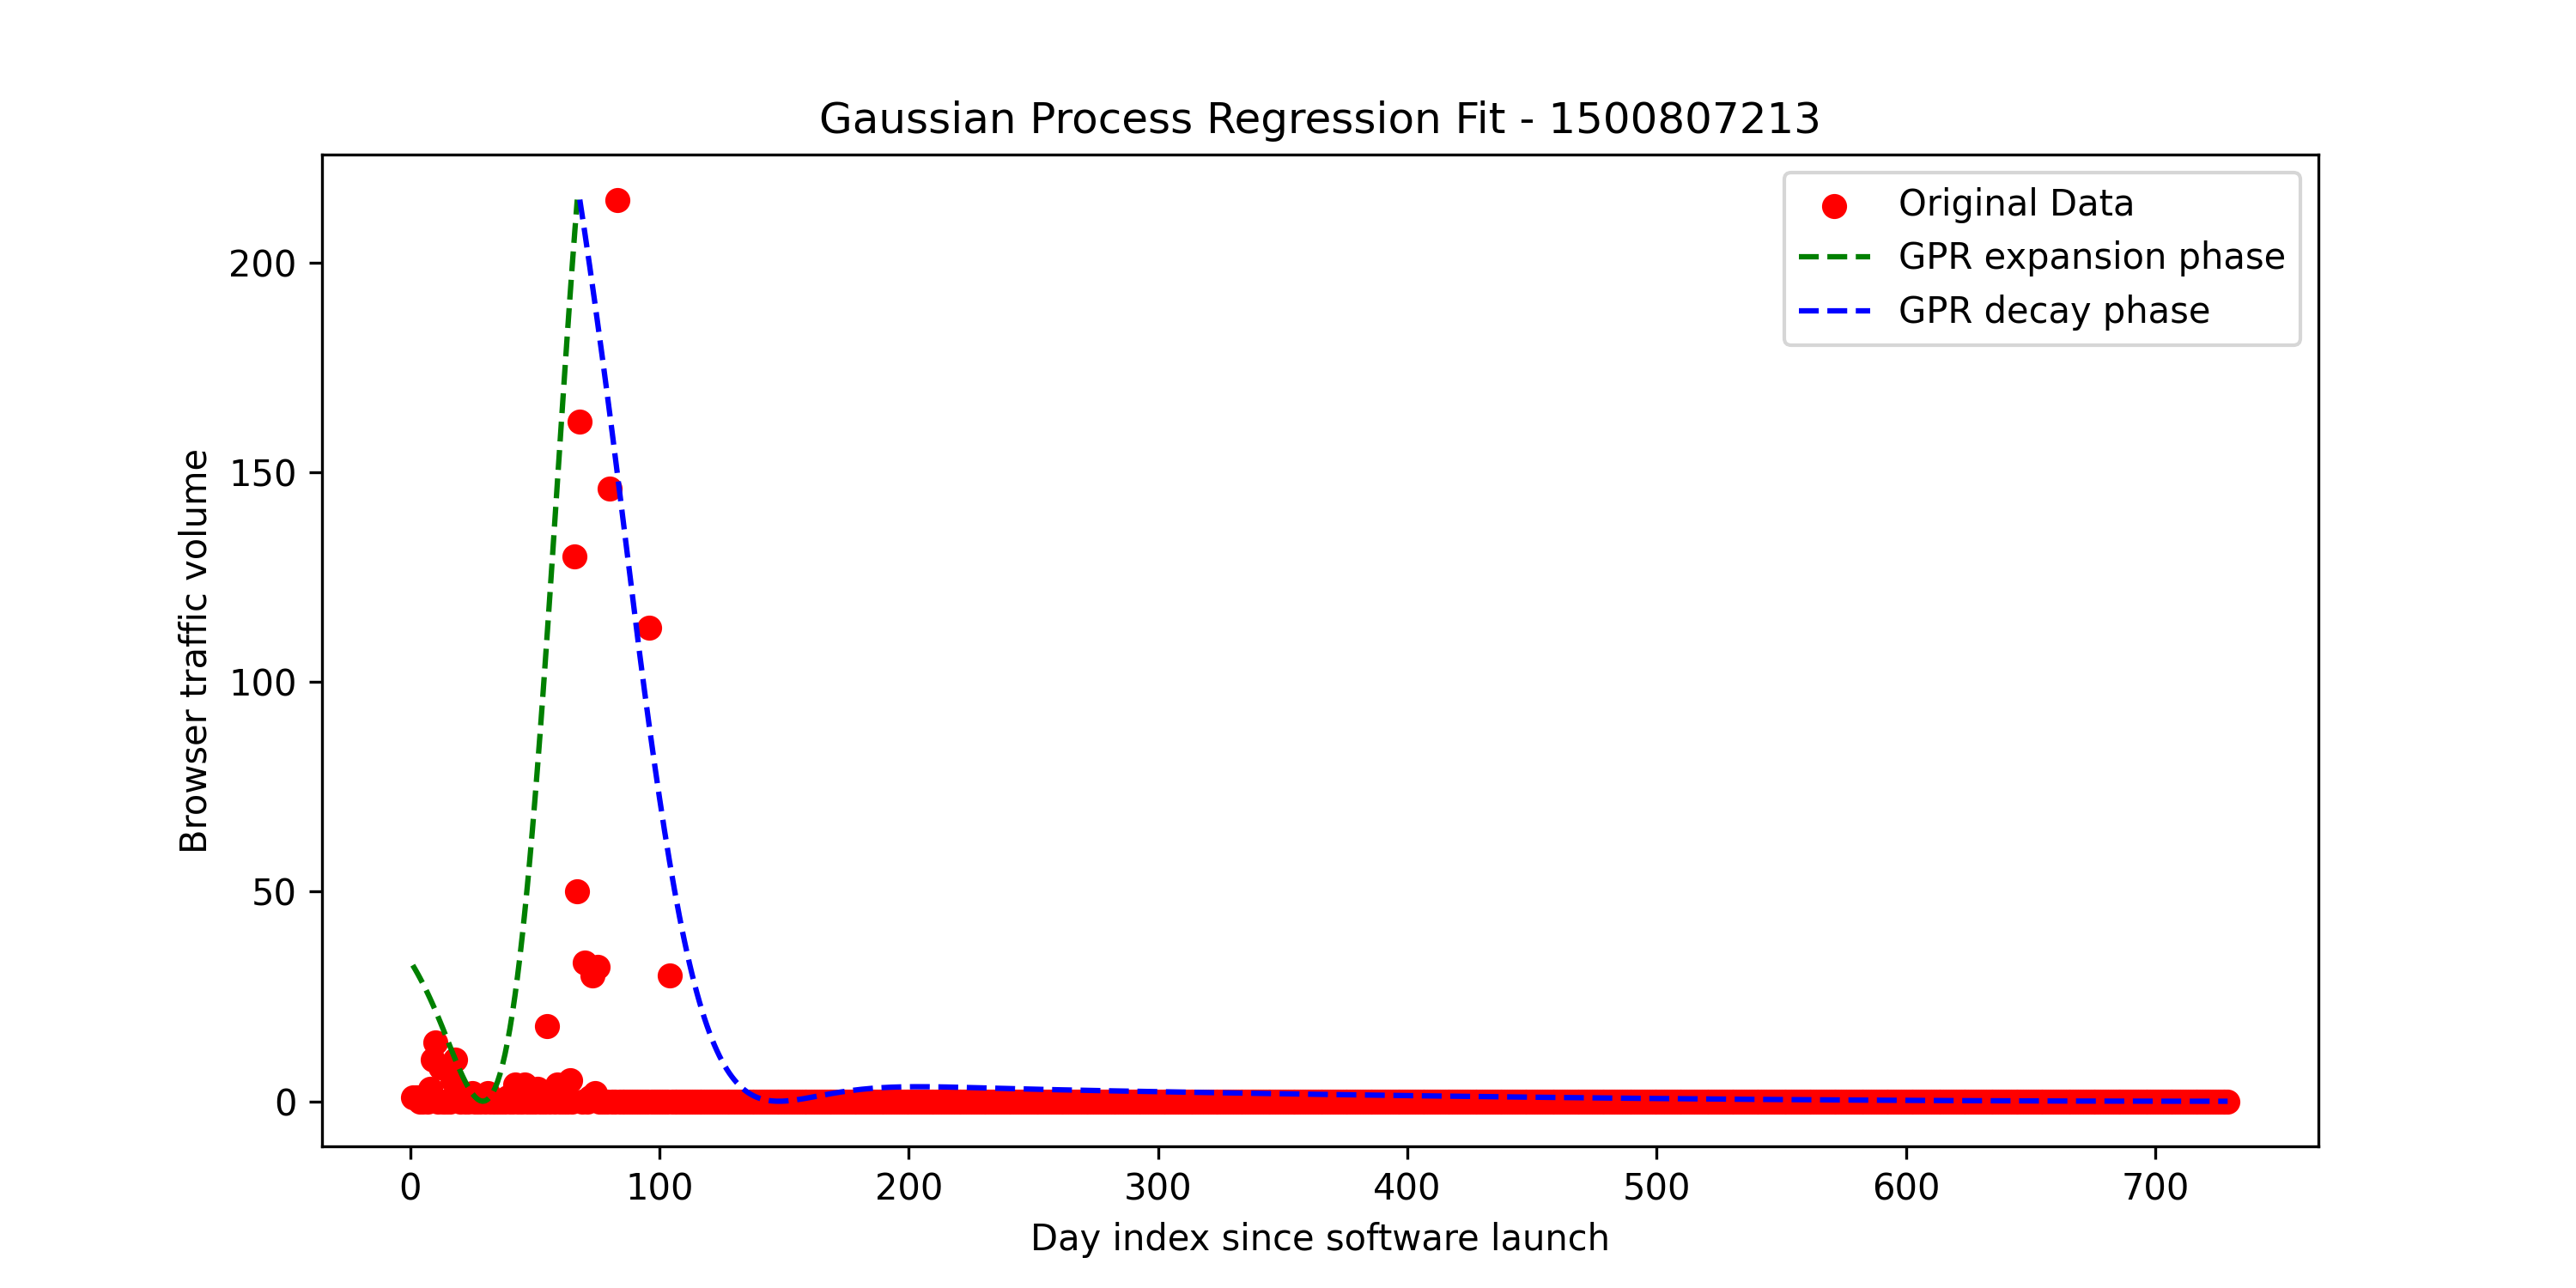 Gaussian Process Regression Fit - 1500807213
Original Data
GPR expansion phase
GPR decay phase
Browser traffic volume
200
150
100
50
0
0 100 200 300 400 500 600 700
Day index since software launch